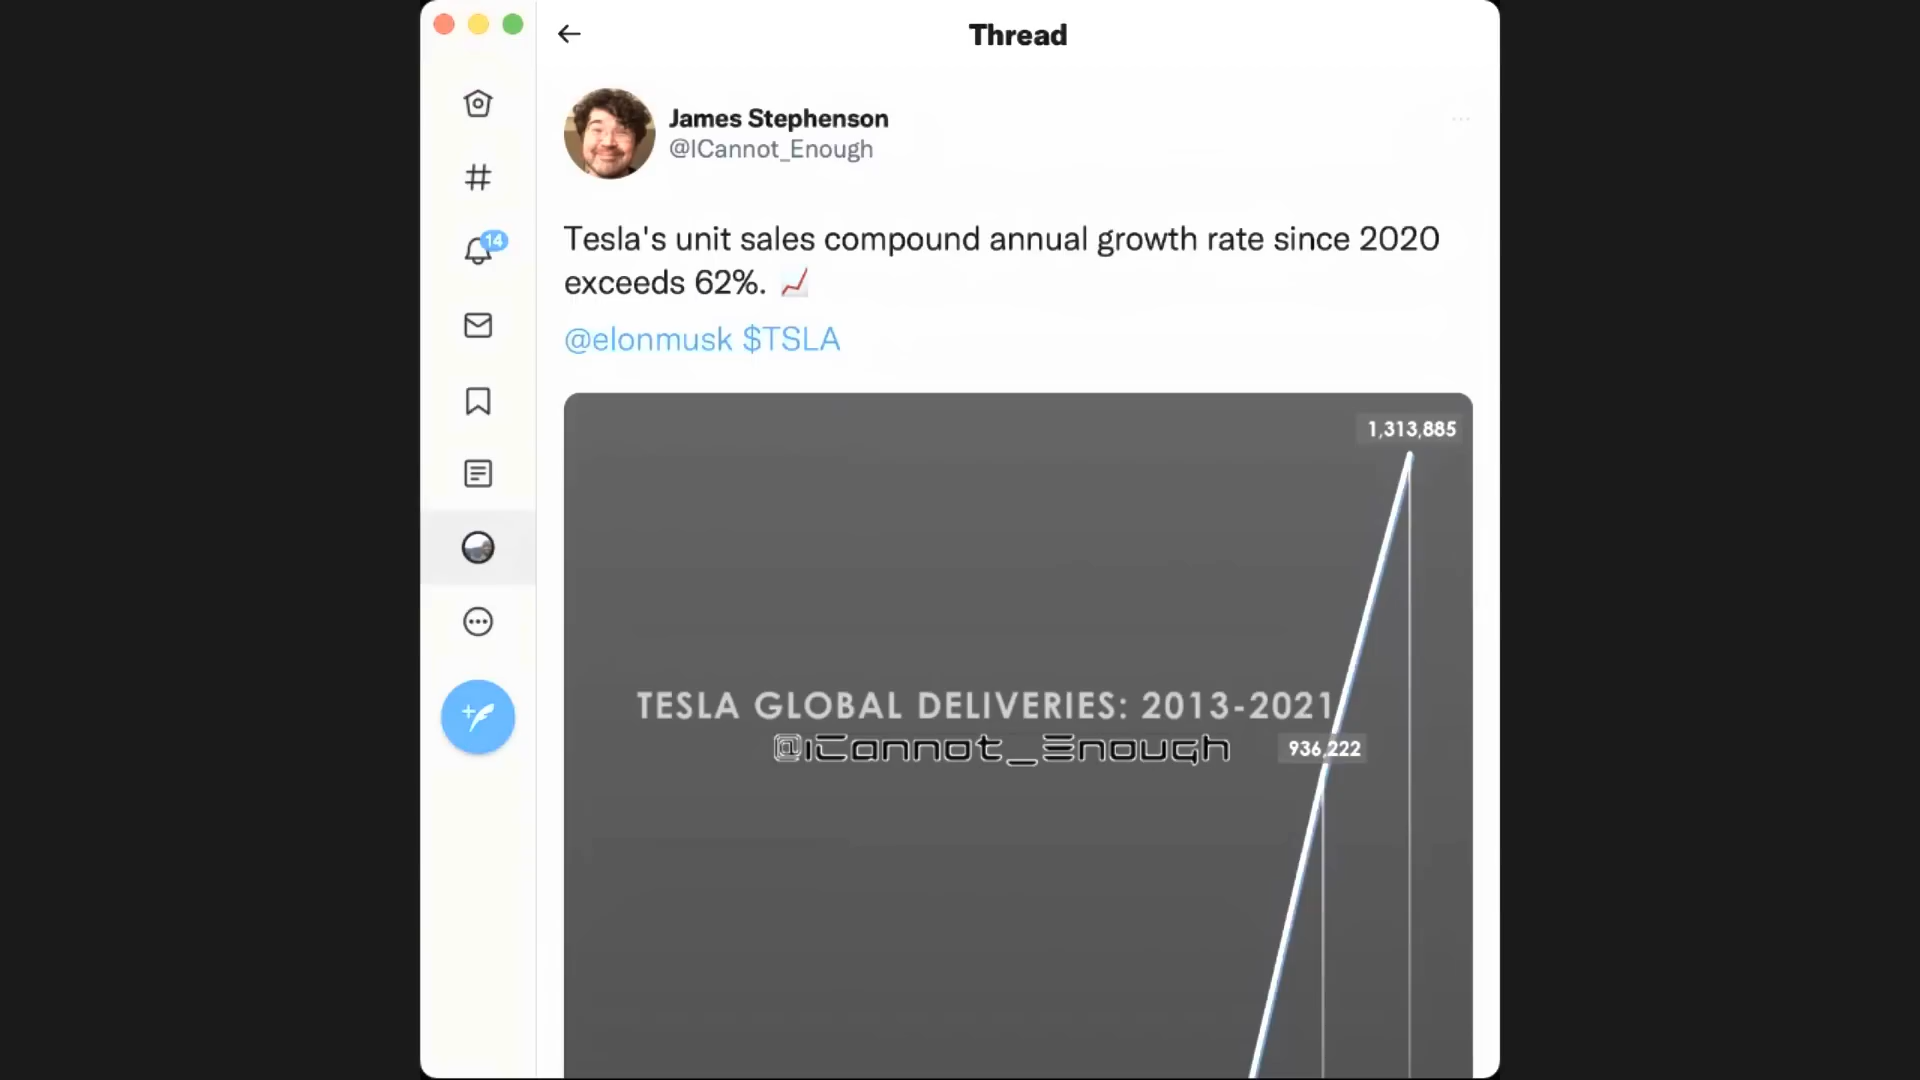 Thread
James Stephenson
@ICannot_Enough
14
Tesla's unit sales compound annual growth rate since 2020
exceeds 62%.
@elonmusk $TSLA
1,313,885
TESLA GLOBAL DELIVERIES: 2013-2021
@iCannot_Enough
936,222